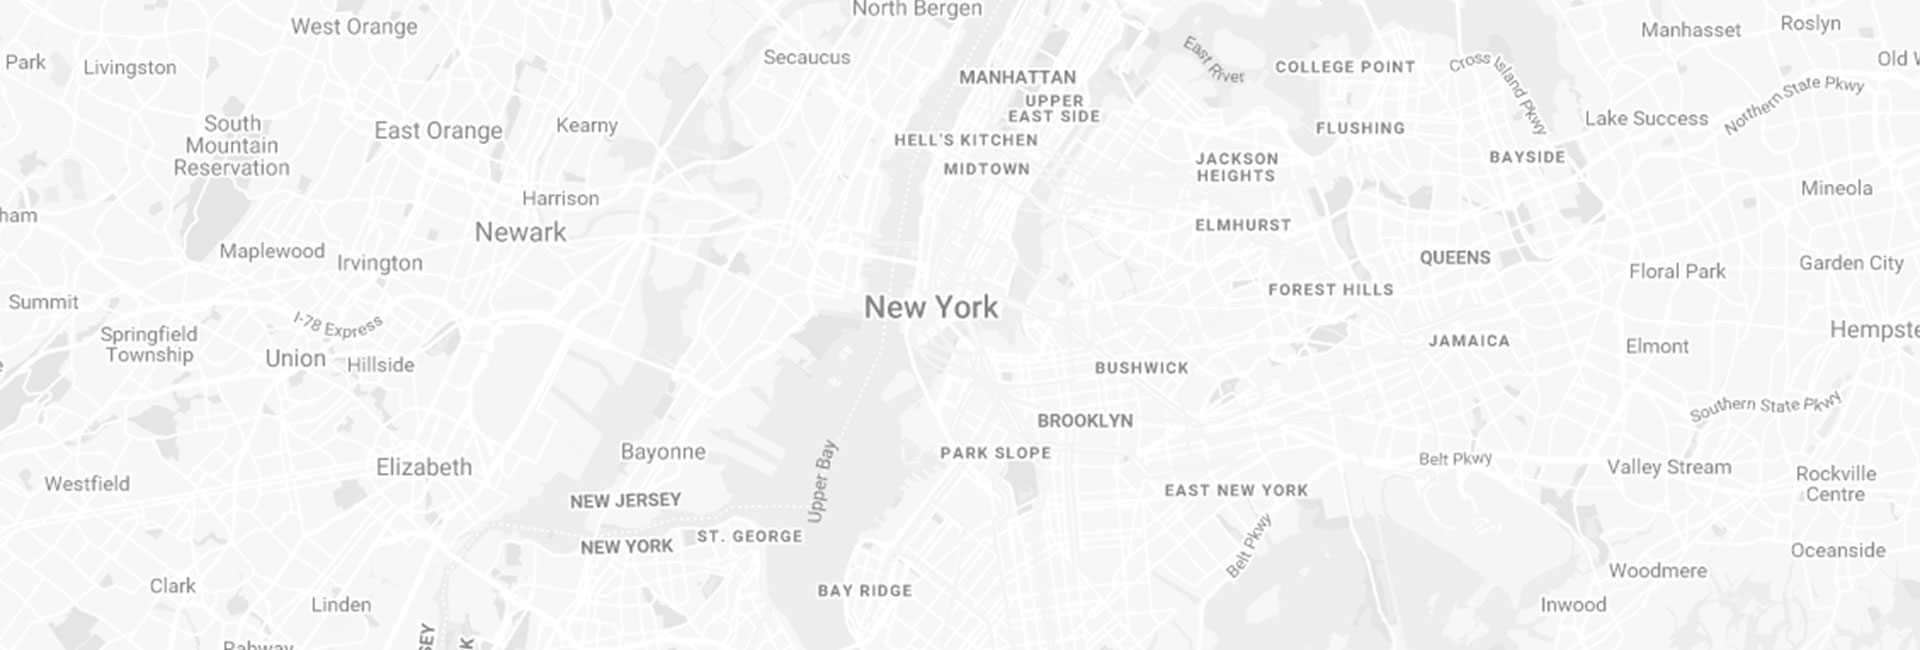 North Bergen
West Orange
Manhasset
Roslyn
Park
Livingston
Secaucus
East River
COLLEGE POINT
Cross Island Pkwy
Old
MANHATTAN
UPPER
EAST SIDE
Northern State Pkwy
South
Mountain
Reservation
East Orange
Kearny
HELL'S KITCHEN
MIDTOWN
FLUSHING
Lake Success
JACKSON
HEIGHTS
BAYSIDE
Mineola
Harrison
ham
Newark
ELMHURST
Maplewood
Irvington
QUEENS
Floral Park
Garden City
Summit
I-78 Express
New York
FOREST HILLS
Springfield
Township
Union
Hillside
JAMAICA
Elmont
Hempste
BUSHWICK
BROOKLYN
Southern State Pkwy
Elizabeth
Bayonne
Upper Bay
PARK SLOPE
Belt Pkwy
Valley Stream
Rockville
Centre
Westfield
NEW JERSEY
EAST NEW YORK
NEW YORK
ST. GEORGE
Belt Pkwy
Oceanside
Woodmere
Clark
Linden
BAY RIDGE
Inwood
Rahway
SEY
K